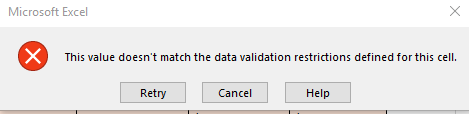 Microsoft Excel
This value doesn't match the data validation restrictions defined for this cell.
Retry Cancel Help